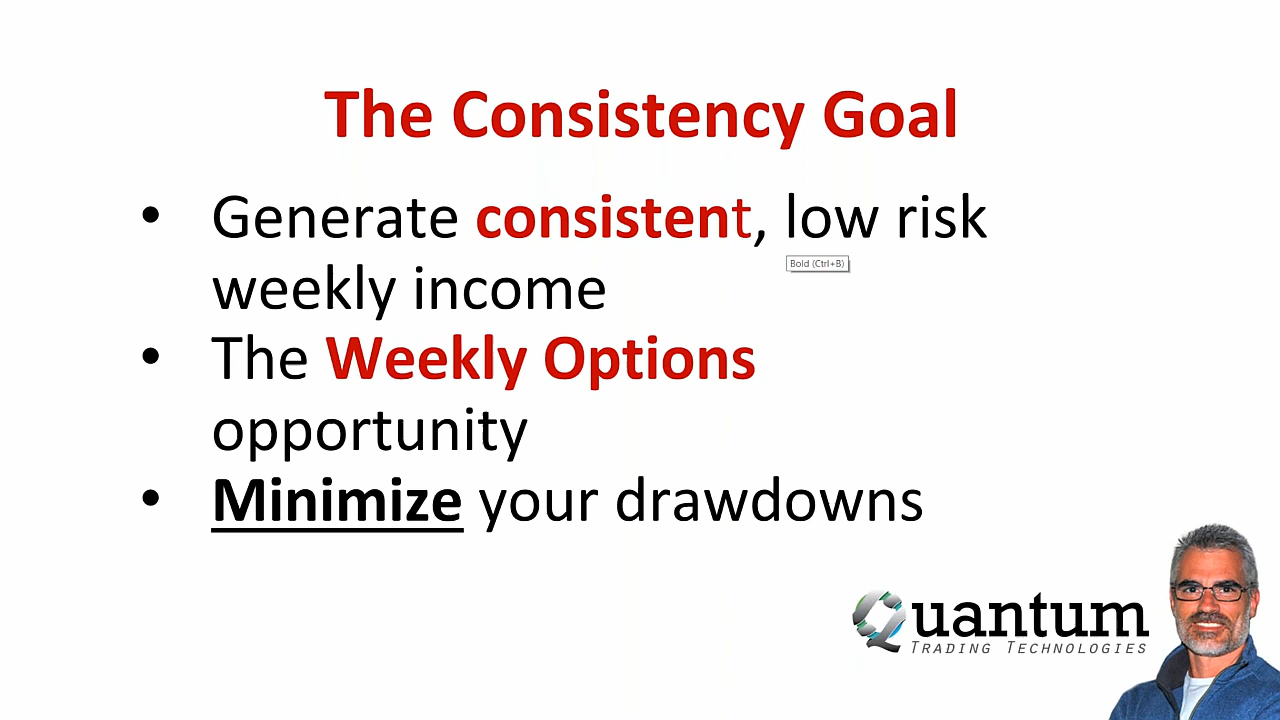 The Consistency Goal
• Generate consistent, low risk
Bold (Ctrl+B)
weekly income
• The Weekly Options
opportunity
• Minimize your drawdowns
Quantum
TRADING TECHNOLOGIES